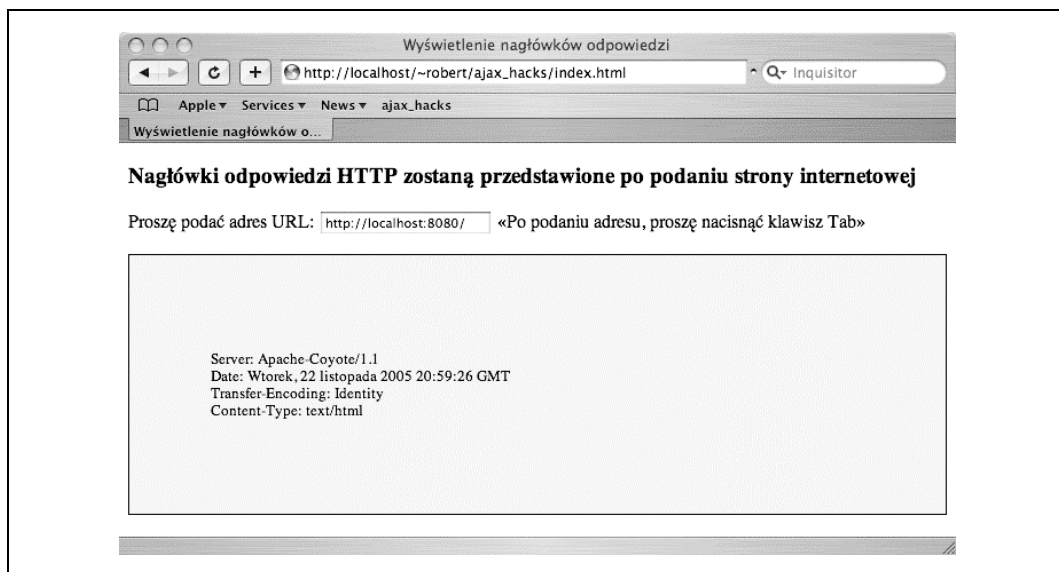 Wyświetlenie nagłówków odpowiedzi
http://localhost/~robert/ajax_hacks/index.html
Inquisitor
Apple Services News ajax_hacks
Wyświetlenie nagłówków o...
Nagłówki odpowiedzi HTTP zostaną przedstawione po podaniu strony internetowej
Proszę podać adres URL: http://localhost:8080/ «Po podaniu adresu, proszę nacisnąć klawisz Tab»
Server: Apache-Coyote/1.1
Date: Wtorek, 22 listopada 2005 20:59:26 GMT
Transfer-Encoding: Identity
Content-Type: text/html